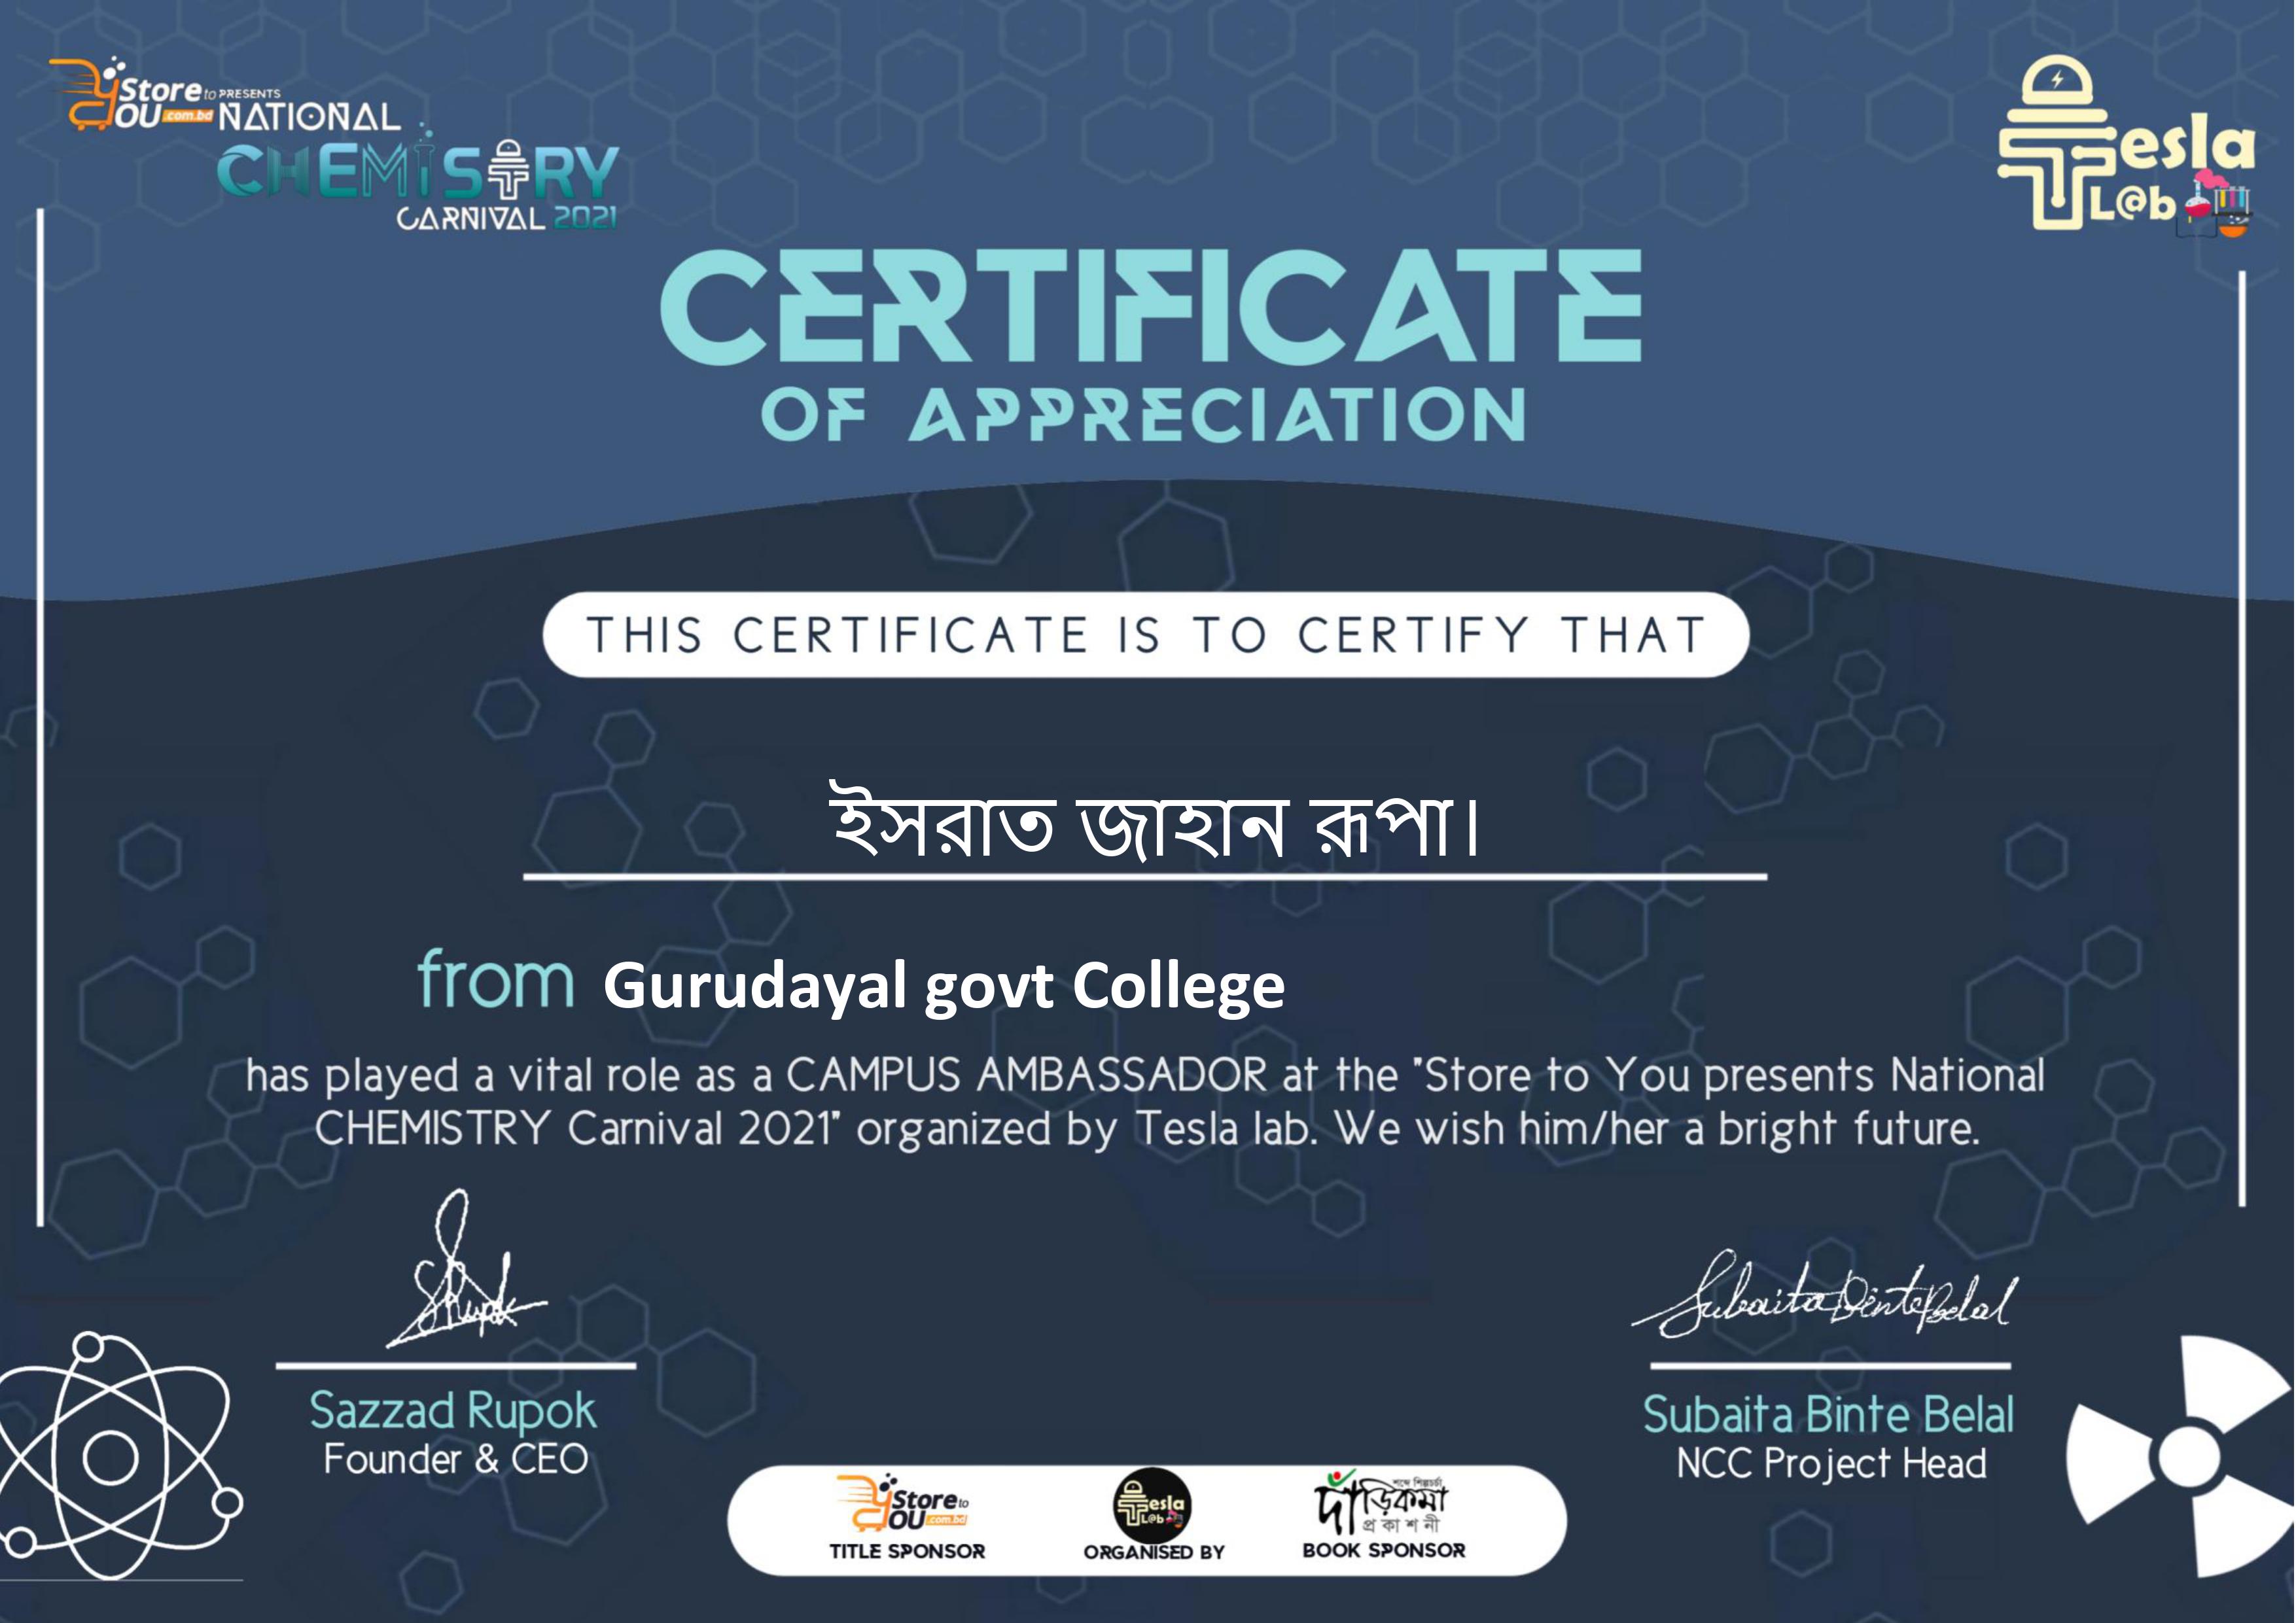 Store to YOU .com.bd PRESENTS
NATIONAL
CHEMISTRY
CARNIVAL 2021
Tesla
L@b
CERTIFICATE
OF APPRECIATION
THIS CERTIFICATE IS TO CERTIFY THAT
ইসরাত জাহান রূপা।
from Gurudayal govt College
has played a vital role as a CAMPUS AMBASSADOR at the "Store to You presents National
CHEMISTRY Carnival 2021" organized by Tesla lab. We wish him/her a bright future.
Subaita Binte Belal
Sazzad Rupok
Founder & CEO
Subaita Binte Belal
NCC Project Head
Store to YOU .com.bd
TITLE SPONSOR
Tesla L@b
ORGANISED BY
শব্দে শিল্পচর্চা
দাঁড়িকমা
প্রকাশনী
BOOK SPONSOR